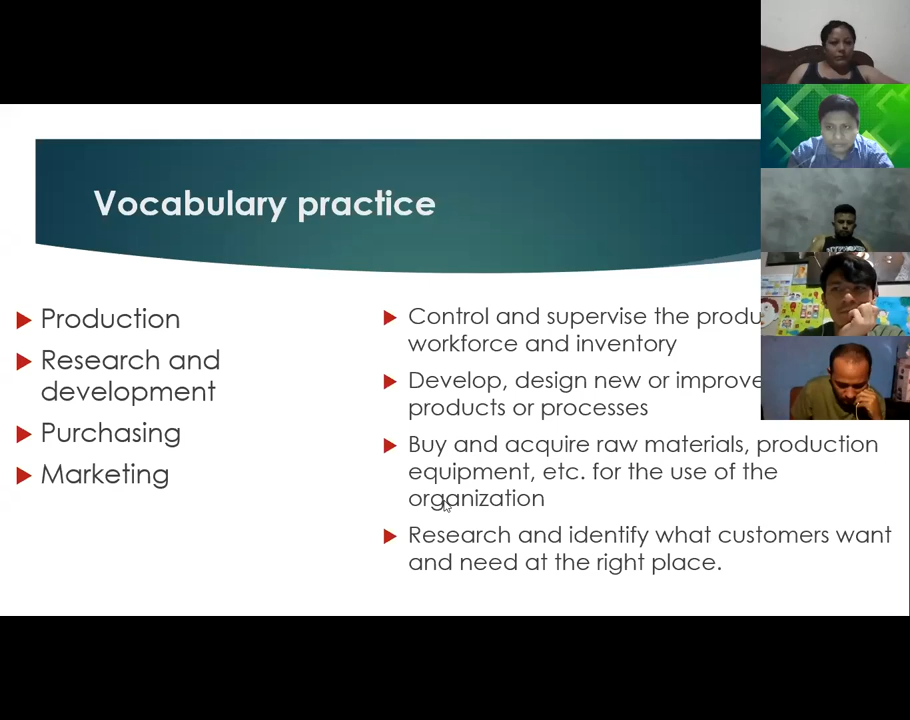 Vocabulary practice
Production
Research and
development
Purchasing
Marketing
Control and supervise the
workforce and inventory
Develop, design new or improve
products or processes
Buy and acquire raw materials, production
equipment, etc. for the use of the
organization
Research and identify what customers want
and need at the right place.